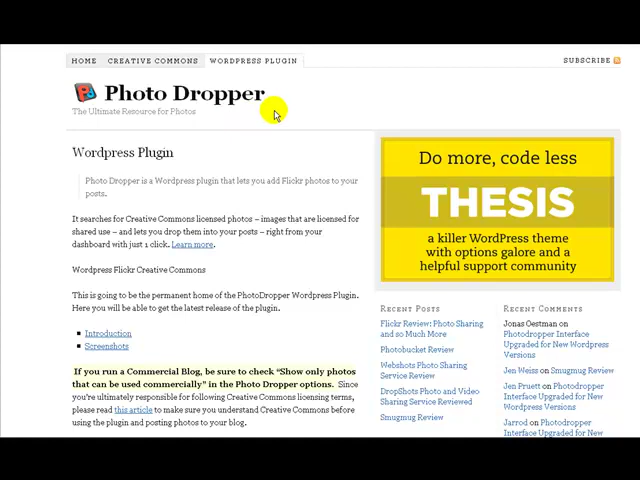 HOME CREATIVE COMMONS WORDPRESS PLUGIN SUBSCRIBE
Photo Dropper
The Ultimate Resource for Photos
Wordpress Plugin
Photo Dropper is a Wordpress plugin that lets you add Flickr photos to your
posts.
It searches for Creative Commons licensed photos – images that are licensed for
shared use – and lets you drop them into your posts – right from your
dashboard with just 1 click. Learn more.
Wordpress Flickr Creative Commons
This is going to be the permanent home of the PhotoDropper Wordpress Plugin.
Here you will be able to get the latest release of the plugin.
Introduction
Screenshots
If you run a Commercial Blog, be sure to check “Show only photos
that can be used commercially” in the Photo Dropper options. Since
you're ultimately responsible for following Creative Commons licensing terms,
please read this article to make sure you understand Creative Commons before
using the plugin and posting photos to your blog.
Do more, code less
THESIS
a killer WordPress theme
with options galore and a
helpful support community
RECENT POSTS
Flickr Review: Photo Sharing
and so Much More
Photobucket Review
Webshots Photo Sharing
Service Review
DropShots Photo and Video
Sharing Service Reviewed
Smugmug Review
RECENT COMMENTS
Jonas Oestman on
Photodropper Interface
Upgraded for New Wordpress
Versions
Jen Weiss on Smugmug Review
Jen Pruett on Photodropper
Interface Upgraded for New
Wordpress Versions
Jarrod on Photodropper
Interface Upgraded for New